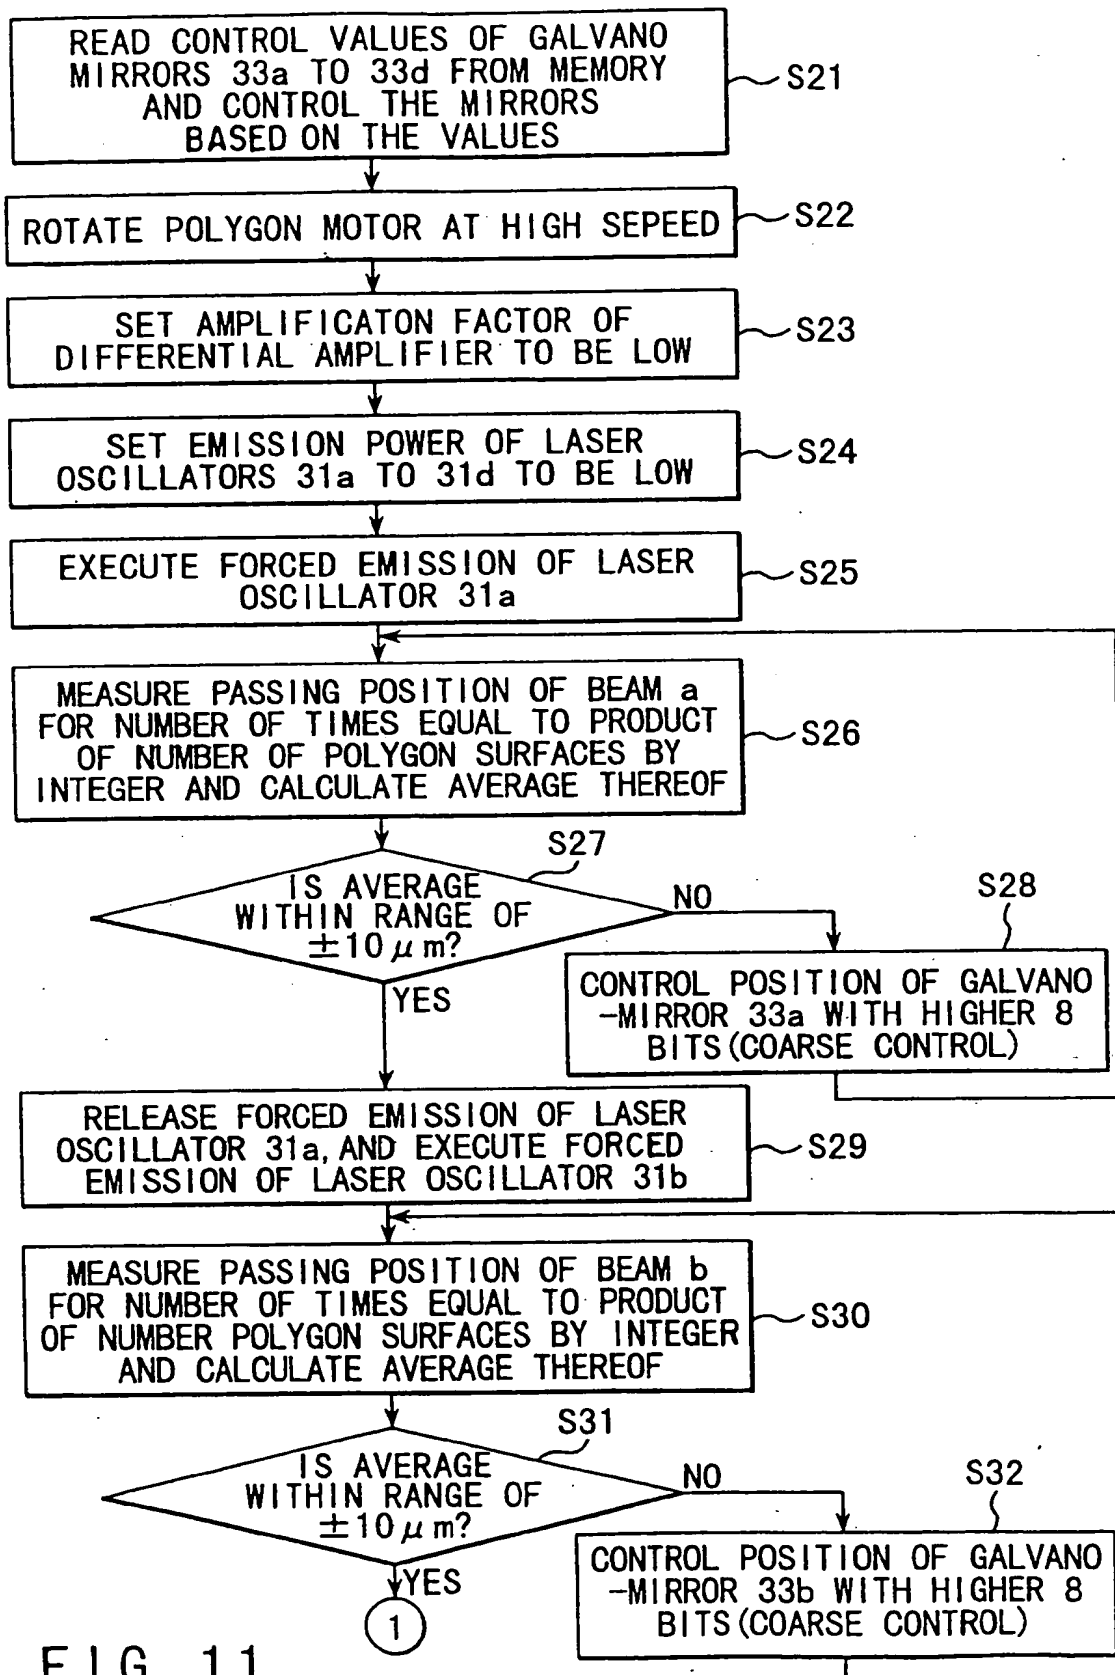 READ CONTROL VALUES OF GALVANO
MIRRORS 33a TO 33d FROM MEMORY
AND CONTROL THE MIRRORS
BASED ON THE VALUES
S21
ROTATE POLYGON MOTOR AT HIGH SEPEED
S22
SET AMPLIFICATON FACTOR OF
DIFFERENTIAL AMPLIFIER TO BE LOW
S23
SET EMISSION POWER OF LASER
OSCILLATORS 31a TO 31d TO BE LOW
S24
EXECUTE FORCED EMISSION OF LASER
OSCILLATOR 31a
S25
MEASURE PASSING POSITION OF BEAM a
FOR NUMBER OF TIMES EQUAL TO PRODUCT
OF NUMBER OF POLYGON SURFACES BY
INTEGER AND CALCULATE AVERAGE THEREOF
S26
S27
IS AVERAGE
WITHIN RANGE OF
±10μm?
NO
YES
S28
CONTROL POSITION OF GALVANO
-MIRROR 33a WITH HIGHER 8
BITS(COARSE CONTROL)
RELEASE FORCED EMISSION OF LASER
OSCILLATOR 31a, AND EXECUTE FORCED
EMISSION OF LASER OSCILLATOR 31b
S29
MEASURE PASSING POSITION OF BEAM b
FOR NUMBER OF TIMES EQUAL TO PRODUCT
OF NUMBER POLYGON SURFACES BY INTEGER
AND CALCULATE AVERAGE THEREOF
S30
S31
IS AVERAGE
WITHIN RANGE OF
±10μm?
NO
YES
1
S32
CONTROL POSITION OF GALVANO
-MIRROR 33b WITH HIGHER 8
BITS(COARSE CONTROL)
FIG. 11